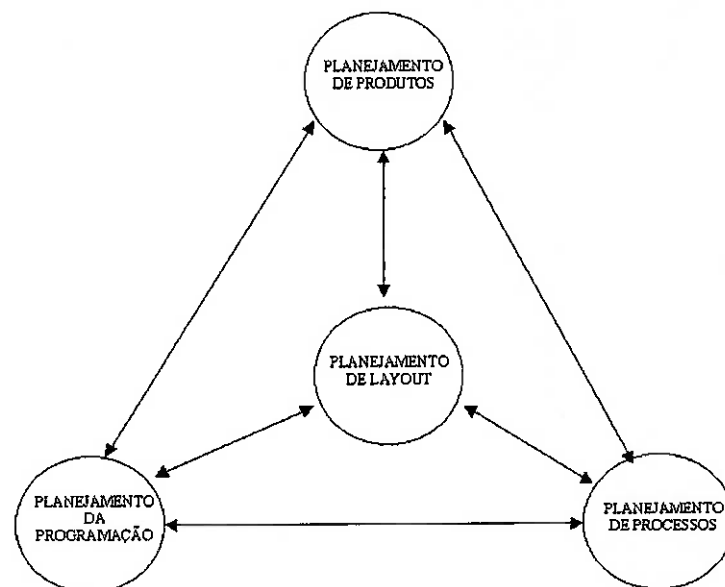 PLANEJAMENTO
DE PRODUTOS
PLANEJAMENTO
DE LAYOUT
PLANEJAMENTO
DA
PROGRAMAÇÃO
PLANEJAMENTO
DE PROCESSOS